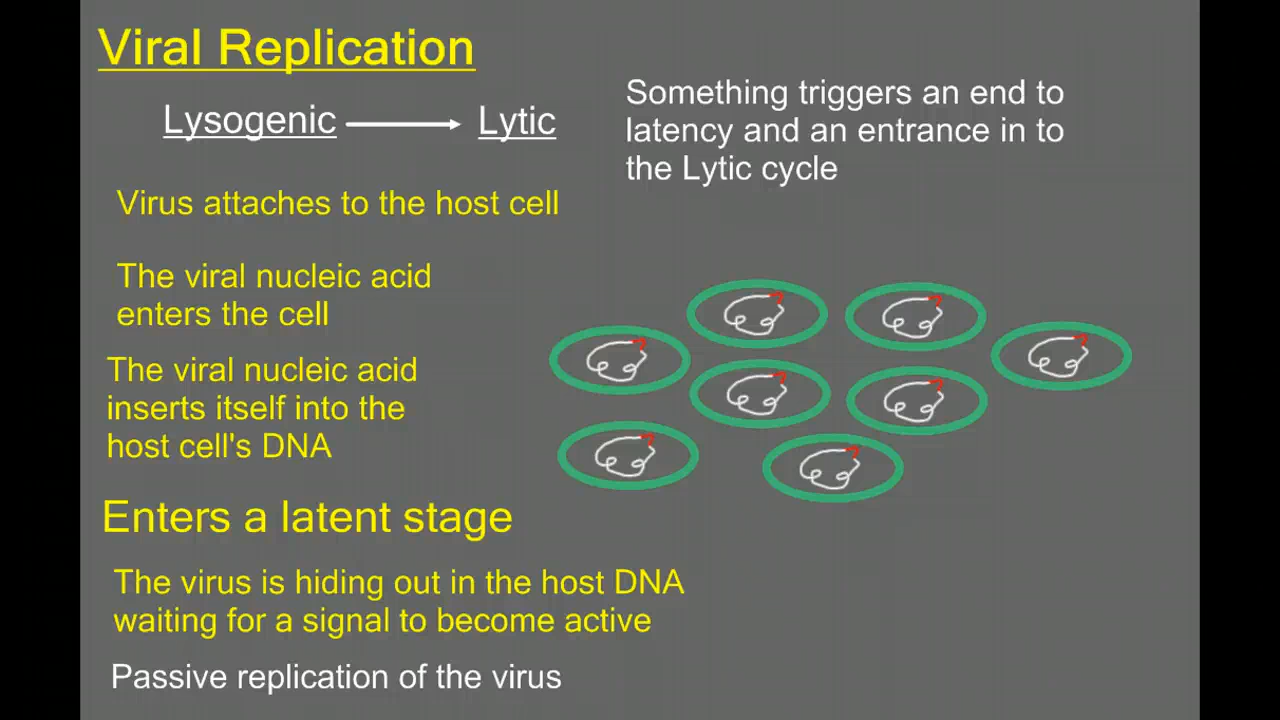 Viral Replication
Lysogenic
Lytic
Something triggers an end to
latency and an entrance in to
the Lytic cycle
Virus attaches to the host cell
The viral nucleic acid
enters the cell
The viral nucleic acid
inserts itself into the
host cell's DNA
Enters a latent stage
The virus is hiding out in the host DNA
waiting for a signal to become active
Passive replication of the virus